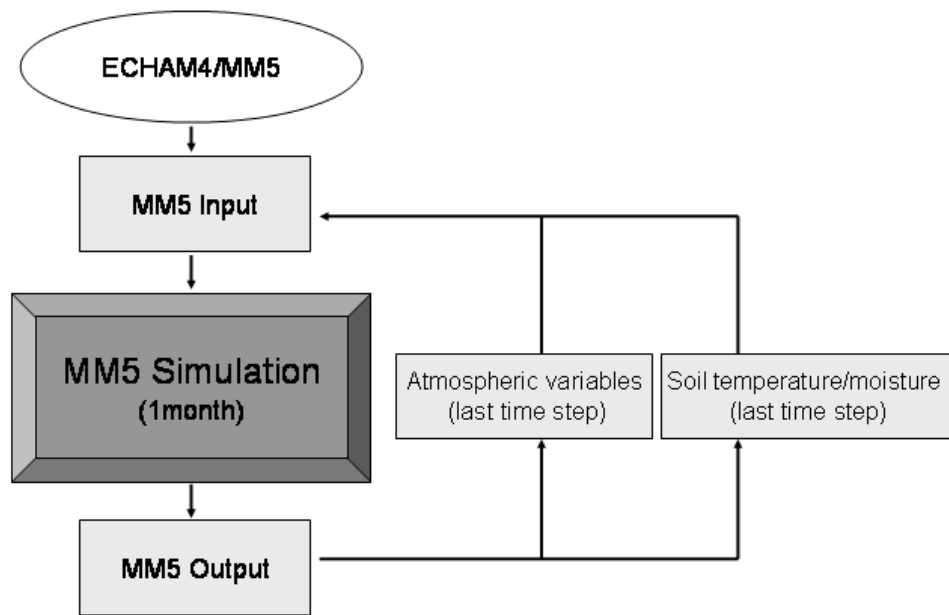 ECHAM4/MM5
MM5 Input
MM5 Simulation
(1month)
Atmospheric variables
(last time step)
Soil temperature/moisture
(last time step)
MM5 Output